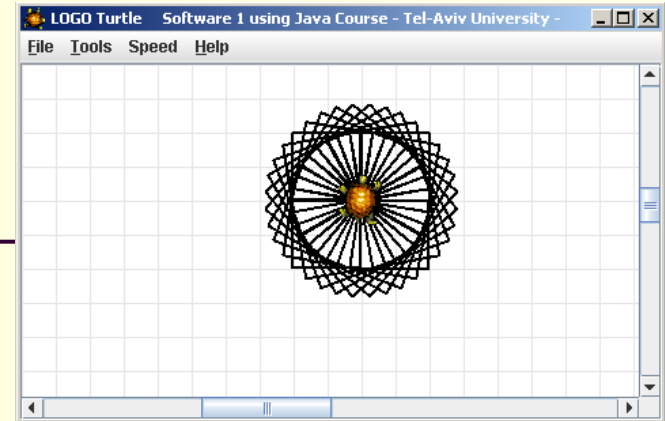 LOGO Turtle Software 1 using Java Course - Tel-Aviv University -
File Tools Speed Help